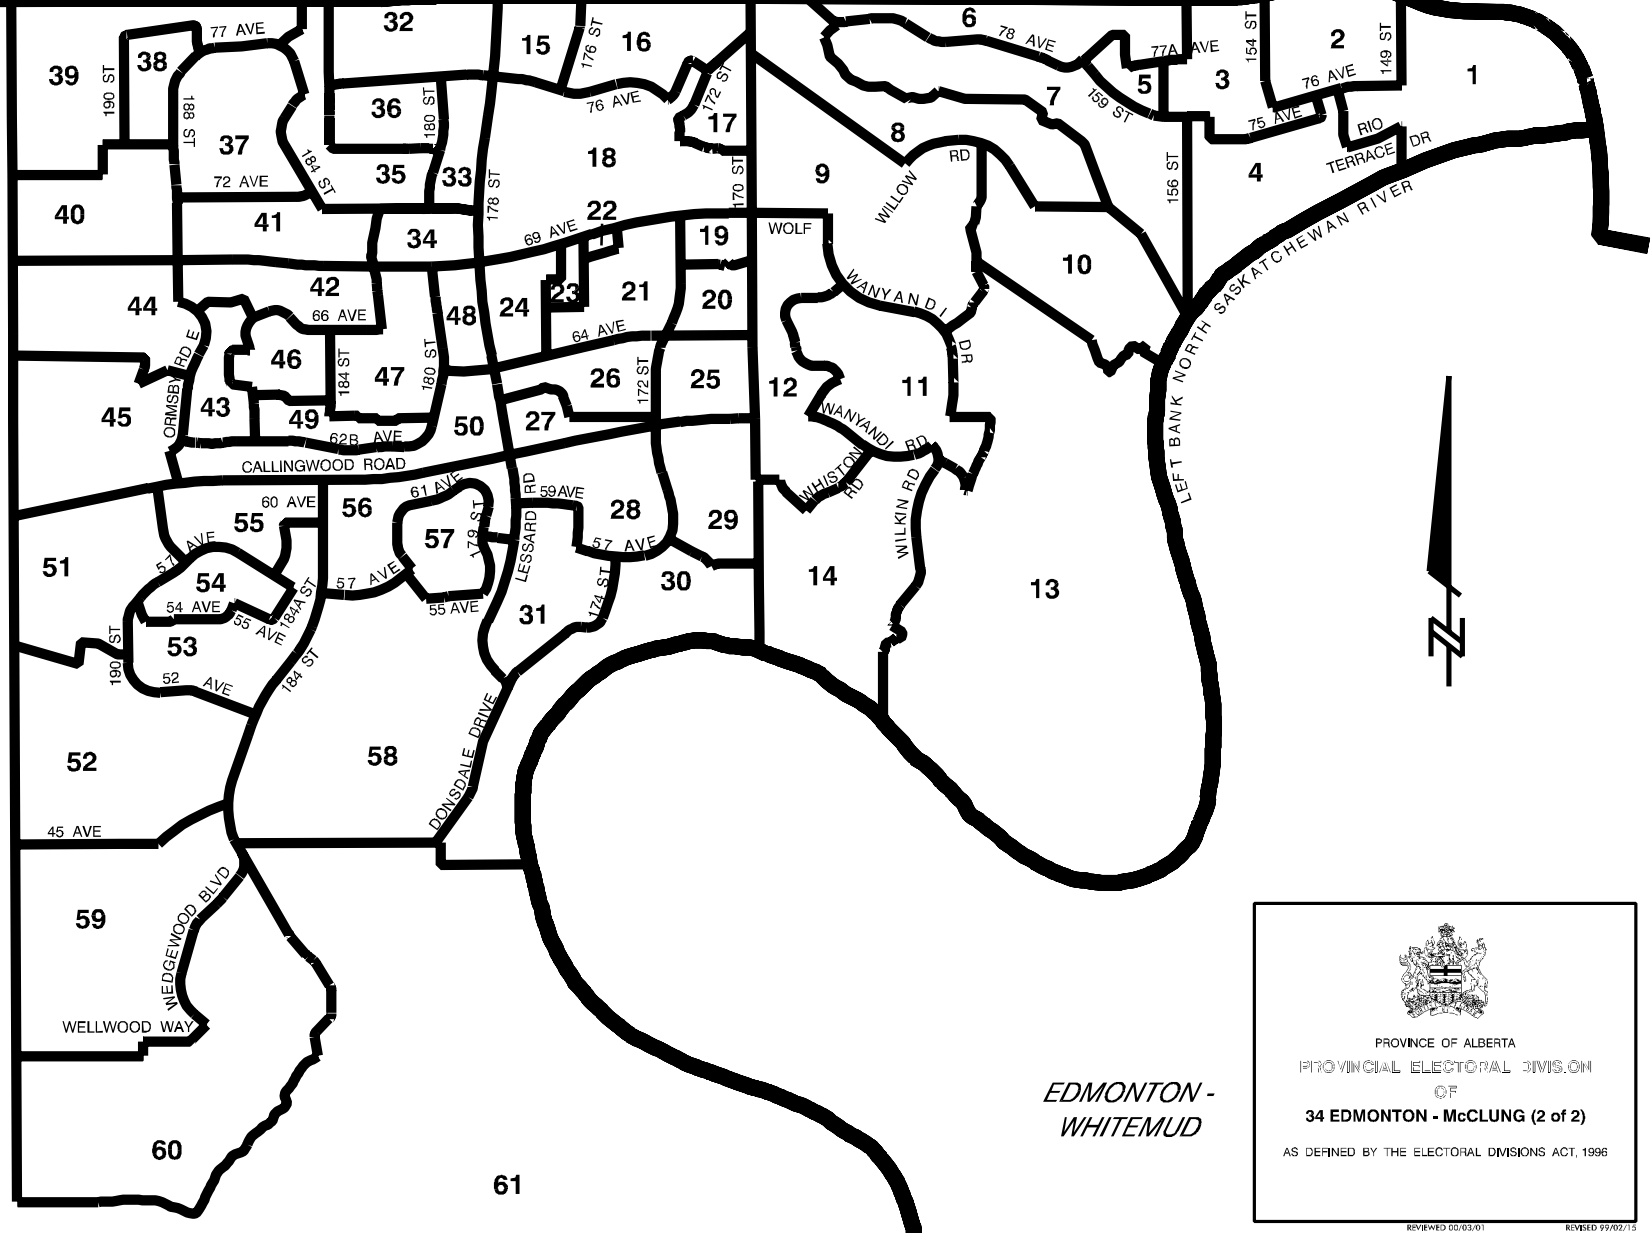 32
6
39
38
77 AVE
15
176 ST
16
78 AVE
77A AVE
154 ST
2
149 ST
1
190 ST
188 ST
36
180 ST
76 AVE
172 ST
17
7
159 ST
5
3
76 AVE
75 AVE
RIO
TERRACE DR
37
184 ST
35
33
18
8
RD
4
156 ST
72 AVE
178 ST
170 ST
9
WILLOW
40
41
34
69 AVE
22
19
WOLF
10
LEFT BANK NORTH SASKATCHEWAN RIVER
44
42
66 AVE
48
24
23
21
20
WANYANDI
DR
64 AVE
ORMSBY RD E
46
184 ST
47
180 ST
26
172 ST
25
12
11
45
43
49
62B AVE
50
27
WANYANDI RD
CALLINGWOOD ROAD
WHISTON
RD
WILKIN RD
60 AVE
56
61 AVE
179 ST
LESSARD RD
59 AVE
28
29
55
57
57 AVE
57 AVE
51
57 AVE
54
184A ST
54 AVE
55 AVE
55 AVE
174 ST
30
14
13
31
190 ST
53
52 AVE
184 ST
52
58
DONSDALE DRIVE
45 AVE
59
WEDGEWOOD BLVD
WELLWOOD WAY
60
61
EDMONTON -
WHITEMUD
PROVINCE OF ALBERTA
PROVINCIAL ELECTORAL DIVISION
OF
34 EDMONTON - McCLUNG (2 of 2)
AS DEFINED BY THE ELECTORAL DIVISIONS ACT, 1996
REVIEWED 00/03/01
REVISED 99/02/15
N